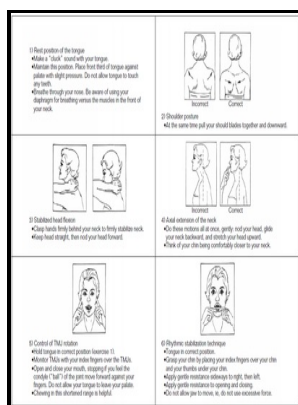 1) Rest position of the tongue
•Make a "cluck" sound with your tongue.
•Maintain this position. Place front third of tongue against
palate with slight pressure. Do not allow tongue to touch
any teeth.
•Breathe through your nose. Be aware of using your
diaphragm for breathing versus the muscles in the front of
your neck.
Incorrect Correct
2) Shoulder posture
•At the same time pull your should blades together and downward.
3) Stabilized head flexion
•Clasp hands firmly behind your neck to firmly stabilize neck.
•Keep head straight, then nod your head forward.
Incorrect Correct
4) Axial extension of the neck
•Do these motions all at once, gently: nod your head, glide
your neck backward, and stretch your head upward.
•Think of your chin being comfortably closer to your neck.
5) Control of TMJ rotation
•Hold tongue in correct position (exercise 1).
•Monitor TMJs with your index fingers over the TMJs.
•Open and close your mouth, stopping if you feel the
condyle ("ball") of the joint move forward against your
fingers. Do not allow your tongue to leave your palate.
•Chewing in this shortened range is helpful.
6) Rhythmic stabilization technique
•Tongue in correct position.
•Grasp your chin by placing your index fingers over your chin
and your thumbs under your chin.
•Apply gentle resistance sideways to right, then left.
•Apply gentle resistance to opening and closing.
•Do not allow jaw to move, ie, do not use excessive force.